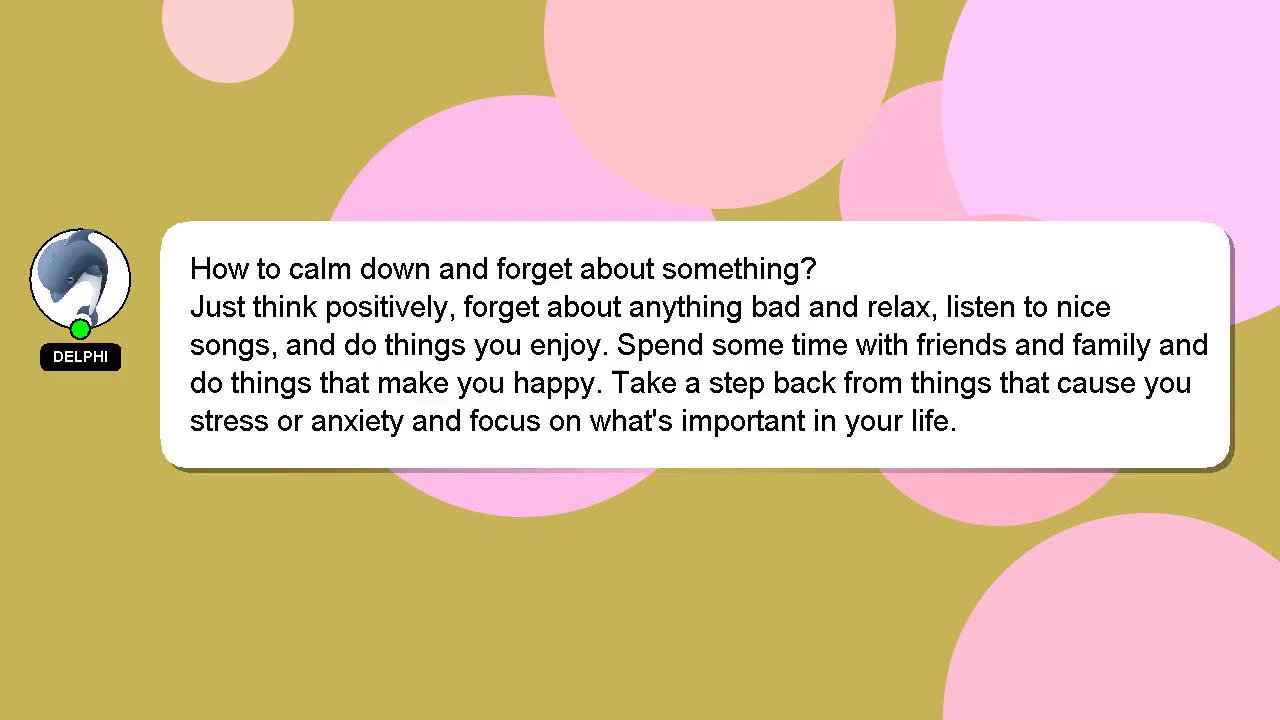 How to calm down and forget about something?
Just think positively, forget about anything bad and relax, listen to nice
songs, and do things you enjoy. Spend some time with friends and family and
do things that make you happy. Take a step back from things that cause you
stress or anxiety and focus on what's important in your life.
DELPHI